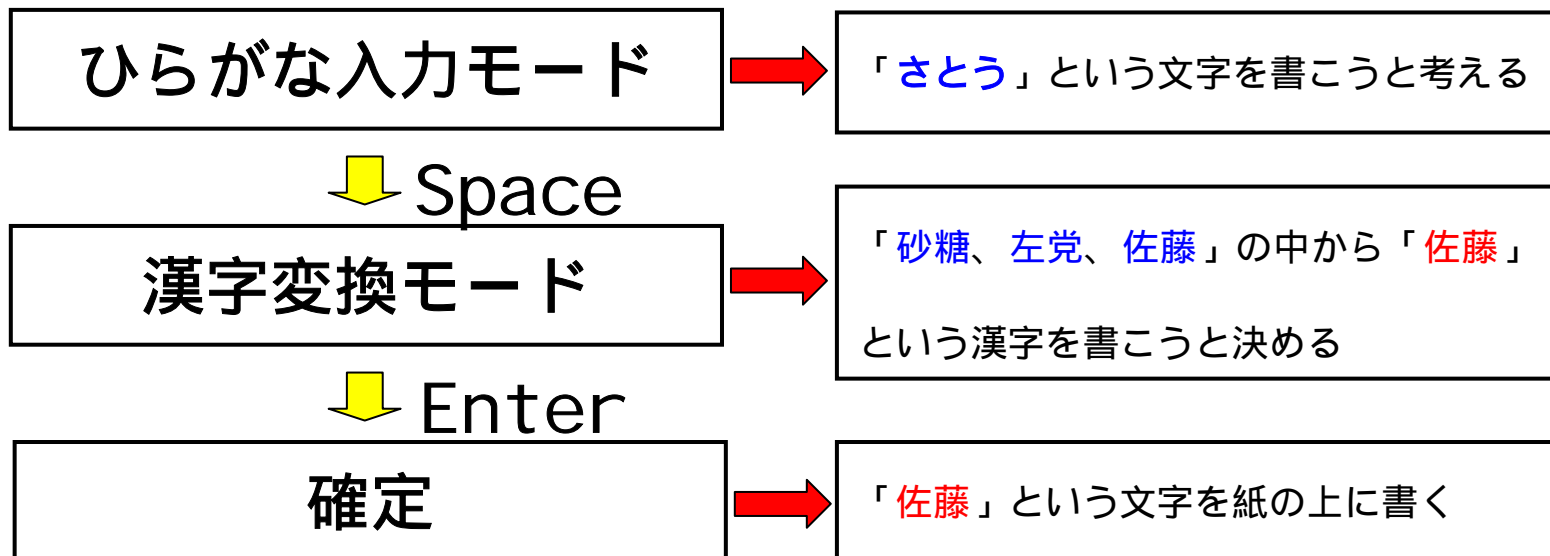 ひらがな入力モード
「さとう」という文字を書こうと考える
Space
漢字変換モード
「砂糖、左党、佐藤」の中から「佐藤」
という漢字を書こうと決める
Enter
確定
「佐藤」という文字を紙の上に書く